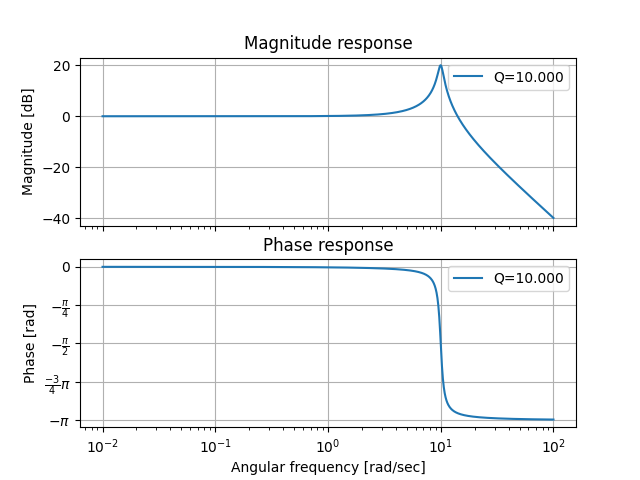 Magnitude response
Magnitude [dB]
20
0
−20
−40
Q=10.000
Phase response
Phase [rad]
0
−π/4
−π/2
−3/4 π
−π
Q=10.000
10⁻² 10⁻¹ 10⁰ 10¹ 10²
Angular frequency [rad/sec]